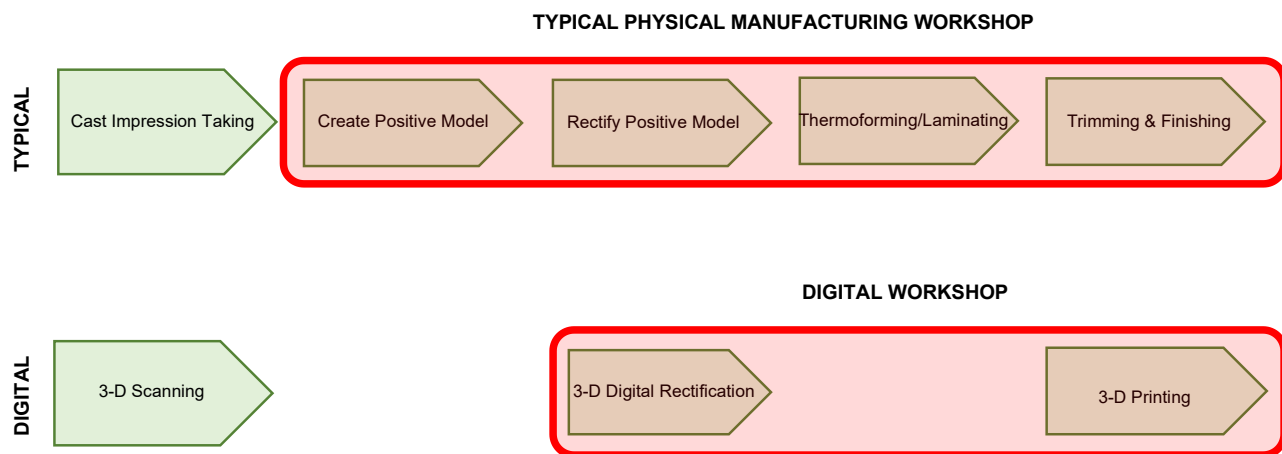 TYPICAL PHYSICAL MANUFACTURING WORKSHOP
TYPICAL
Cast Impression Taking
Create Positive Model
Rectify Positive Model
Thermoforming/Laminating
Trimming & Finishing
DIGITAL WORKSHOP
DIGITAL
3-D Scanning
3-D Digital Rectification
3-D Printing